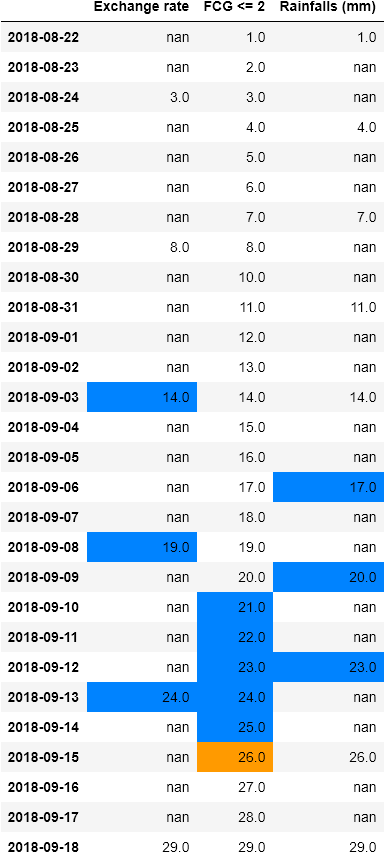 Exchange rate FCG <= 2 Rainfalls (mm)
2018-08-22 nan 1.0 1.0
2018-08-23 nan 2.0 nan
2018-08-24 3.0 3.0 nan
2018-08-25 nan 4.0 4.0
2018-08-26 nan 5.0 nan
2018-08-27 nan 6.0 nan
2018-08-28 nan 7.0 7.0
2018-08-29 8.0 8.0 nan
2018-08-30 nan 10.0 nan
2018-08-31 nan 11.0 11.0
2018-09-01 nan 12.0 nan
2018-09-02 nan 13.0 nan
2018-09-03 14.0 14.0 14.0
2018-09-04 nan 15.0 nan
2018-09-05 nan 16.0 nan
2018-09-06 nan 17.0 17.0
2018-09-07 nan 18.0 nan
2018-09-08 19.0 19.0 nan
2018-09-09 nan 20.0 20.0
2018-09-10 nan 21.0 nan
2018-09-11 nan 22.0 nan
2018-09-12 nan 23.0 23.0
2018-09-13 24.0 24.0 nan
2018-09-14 nan 25.0 nan
2018-09-15 nan 26.0 26.0
2018-09-16 nan 27.0 nan
2018-09-17 nan 28.0 nan
2018-09-18 29.0 29.0 29.0